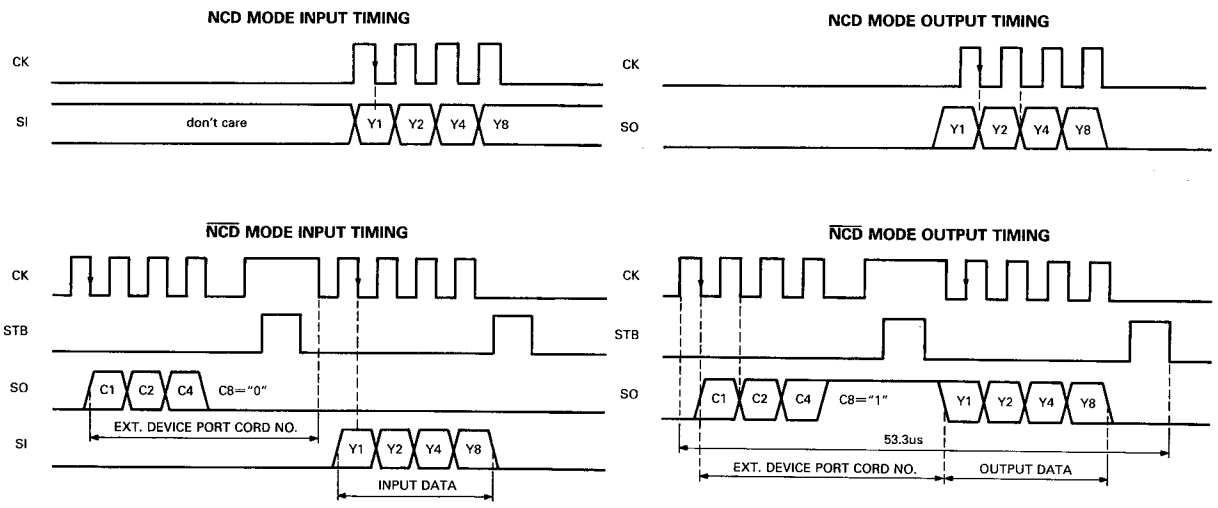 NCD MODE INPUT TIMING
CK
SI
don't care
Y1 Y2 Y4 Y8
NCD MODE OUTPUT TIMING
CK
SO
Y1 Y2 Y4 Y8
NCD MODE INPUT TIMING
CK
STB
SO
C1 C2 C4 C8="0"
EXT. DEVICE PORT CORD NO.
SI
Y1 Y2 Y4 Y8
INPUT DATA
NCD MODE OUTPUT TIMING
CK
STB
SO
C1 C2 C4 C8="1" Y1 Y2 Y4 Y8
53.3us
EXT. DEVICE PORT CORD NO. OUTPUT DATA